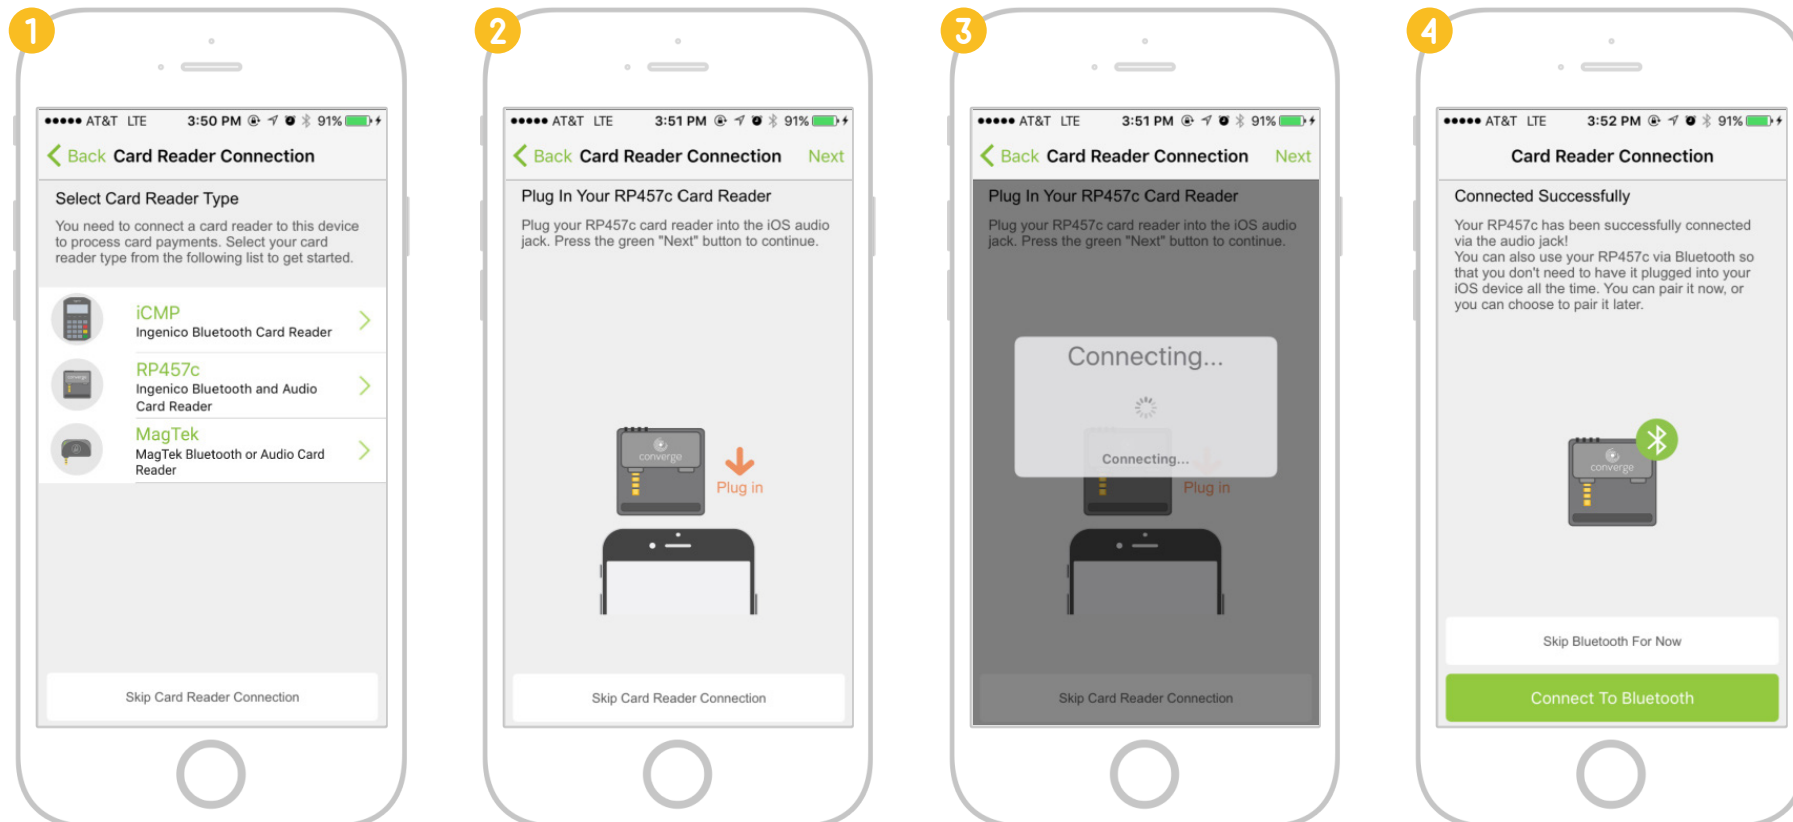 1
AT&T LTE 3:50 PM 91%
Back Card Reader Connection
Select Card Reader Type
You need to connect a card reader to this device
to process card payments. Select your card
reader type from the following list to get started.
iCMP
Ingenico Bluetooth Card Reader
RP457c
Ingenico Bluetooth and Audio
Card Reader
MagTek
MagTek Bluetooth or Audio Card
Reader
Skip Card Reader Connection
2
AT&T LTE 3:51 PM 91%
Back Card Reader Connection Next
Plug In Your RP457c Card Reader
Plug your RP457c card reader into the iOS audio
jack. Press the green "Next" button to continue.
converge
Plug in
Skip Card Reader Connection
3
AT&T LTE 3:51 PM 91%
Back Card Reader Connection Next
Plug In Your RP457c Card Reader
Plug your RP457c card reader into the iOS audio
jack. Press the green "Next" button to continue.
Connecting...
Connecting...
Plug in
Skip Card Reader Connection
4
AT&T LTE 3:52 PM 91%
Card Reader Connection
Connected Successfully
Your RP457c has been successfully connected
via the audio jack!
You can also use your RP457c via Bluetooth so
that you don't need to have it plugged into your
iOS device all the time. You can pair it now, or
you can choose to pair it later.
converge
Skip Bluetooth For Now
Connect To Bluetooth